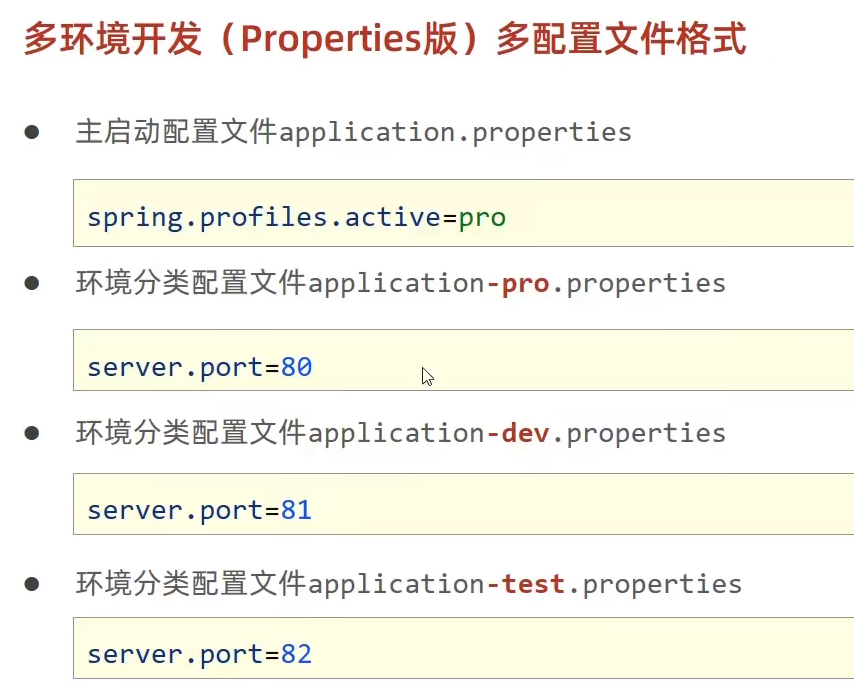 多环境开发（Properties版）多配置文件格式
● 主启动配置文件application.properties
spring.profiles.active=pro
● 环境分类配置文件application-pro.properties
server.port=80
● 环境分类配置文件application-dev.properties
server.port=81
● 环境分类配置文件application-test.properties
server.port=82